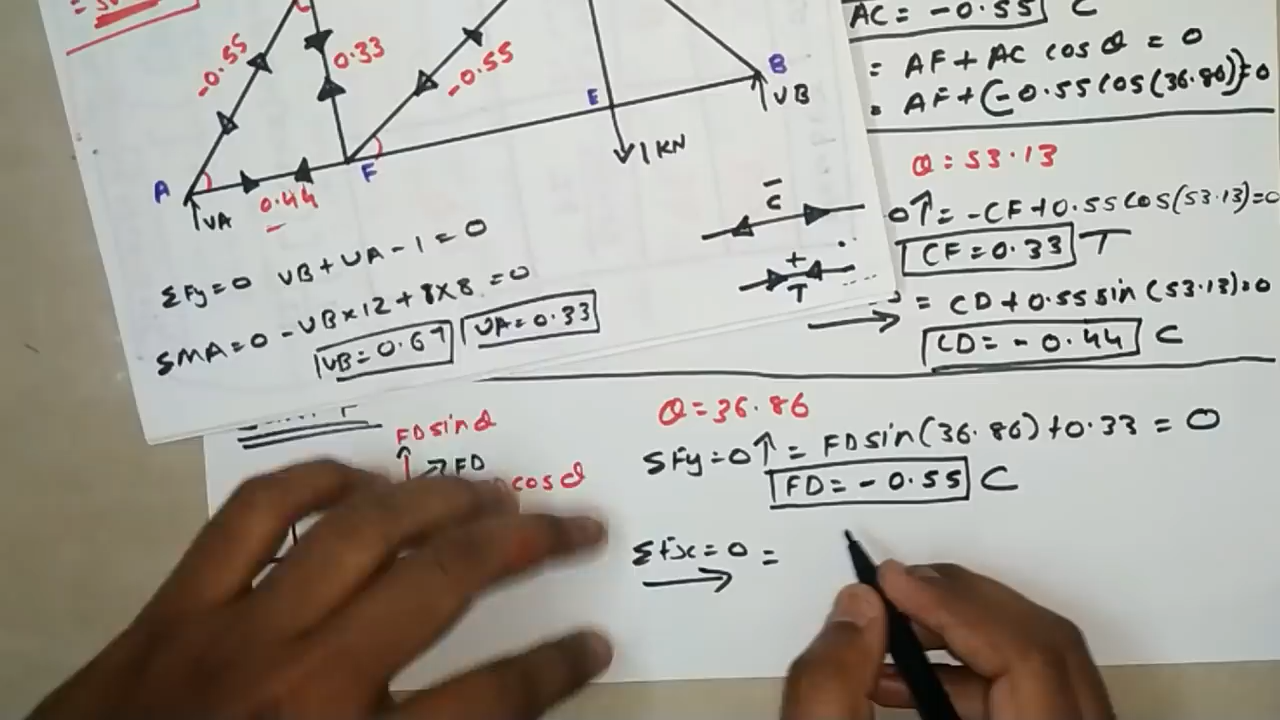 AC = -0.55 C
= AF + AC cos θ = 0
= AF + (-0.55 cos(36.86)) = 0
-0.55
0.33
-0.55
B
VB
E
1 KN
A
F
VA
0.44
C
+
T
ΣFy = 0 VB + VA - 1 = 0
SMA = 0 - VB x 12 + 8 x 8 = 0
VB = 0.67 VA = 0.33
θ = 53.13
0↑ = -CF + 0.55 cos(53.13) = 0
CF = 0.33 T
= CD + 0.55 sin (53.13) = 0
CD = - 0.44 C
FD sin θ
FD
cos θ
θ = 36.86
SFy = 0↑ = FD sin(36.86) + 0.33 = 0
FD = - 0.55 C
ΣFx = 0 =